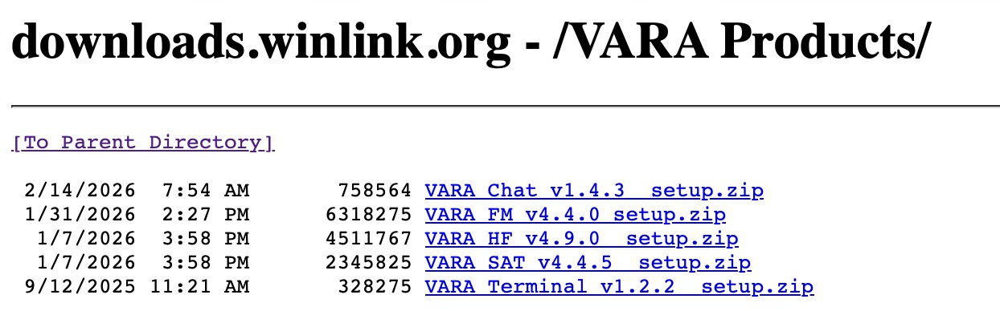 downloads.winlink.org - /VARA Products/
[To Parent Directory]
2/14/2026  7:54 AM       758564 VARA Chat v1.4.3  setup.zip
1/31/2026  2:27 PM      6318275 VARA FM v4.4.0 setup.zip
1/7/2026  3:58 PM      4511767 VARA HF v4.9.0  setup.zip
1/7/2026  3:58 PM      2345825 VARA SAT v4.4.5  setup.zip
9/12/2025 11:21 AM       328275 VARA Terminal v1.2.2  setup.zip